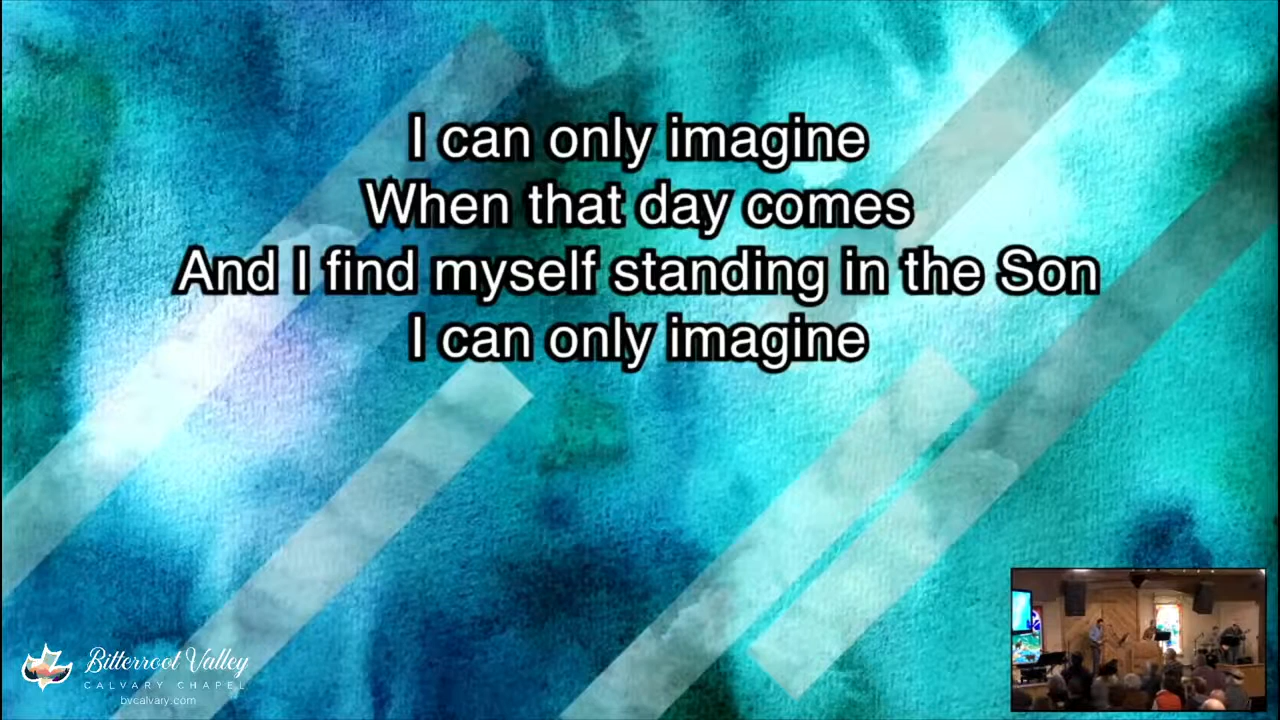 I can only imagine
When that day comes
And I find myself standing in the Son
I can only imagine
Bitterroot Valley
CALVARY CHAPEL
bvcalvary.com